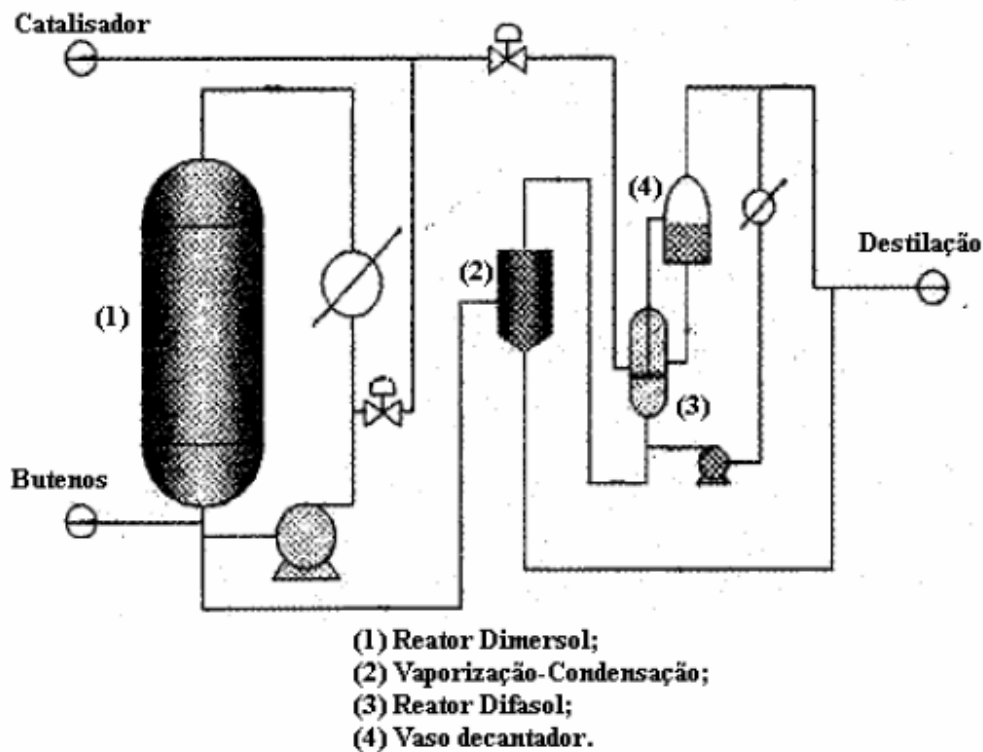 Catalisador
(4)
Destilação
(2)
(1)
(3)
Butenos
(1) Reator Dimersol;
(2) Vaporização-Condensação;
(3) Reator Difasol;
(4) Vaso decantador.